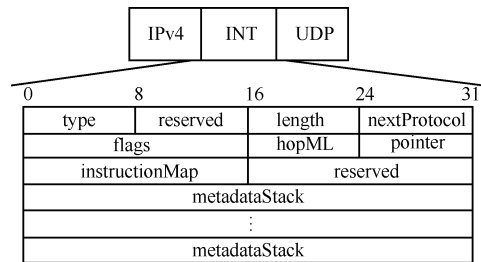 IPv4 INT UDP
0 8 16 24 31
type reserved length nextProtocol
flags hopML pointer
instructionMap reserved
metadataStack
⋮
metadataStack